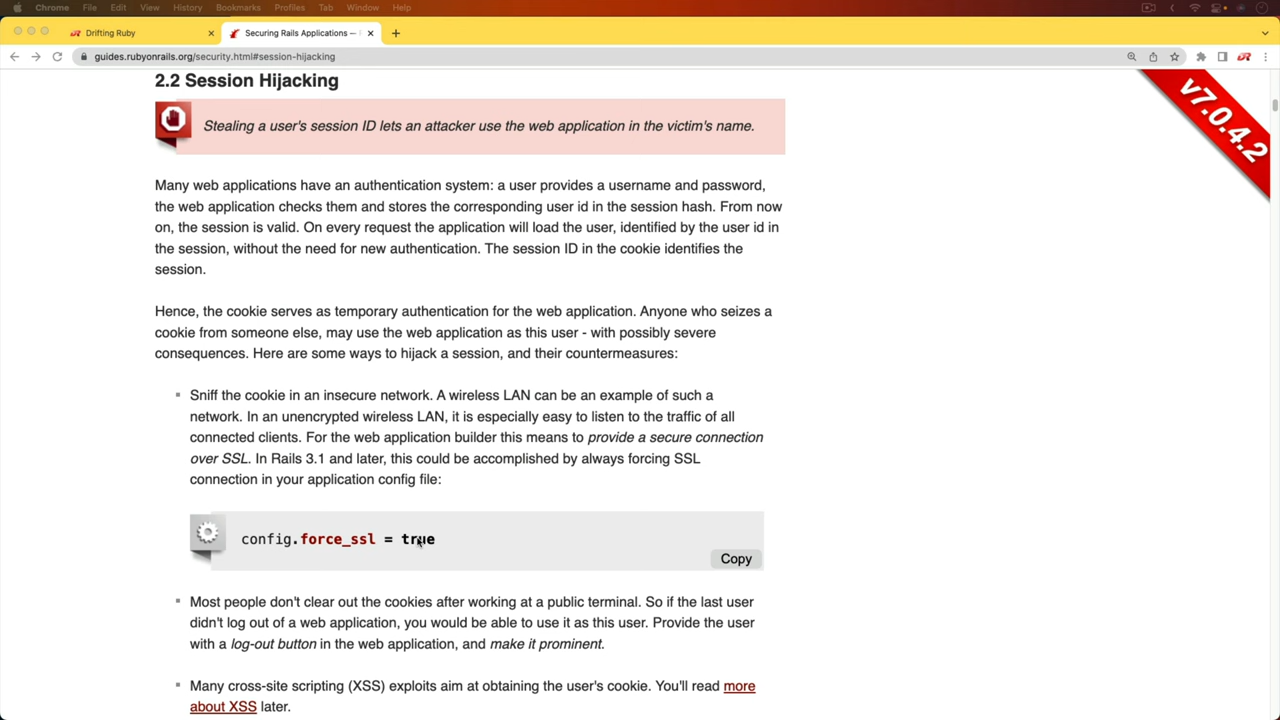 Chrome File Edit View History Bookmarks Profiles Tab Window Help
Drifting Ruby
Securing Rails Applications —
guides.rubyonrails.org/security.html#session-hijacking
v7.0.4.2
2.2 Session Hijacking
Stealing a user's session ID lets an attacker use the web application in the victim's name.
Many web applications have an authentication system: a user provides a username and password,
the web application checks them and stores the corresponding user id in the session hash. From now
on, the session is valid. On every request the application will load the user, identified by the user id in
the session, without the need for new authentication. The session ID in the cookie identifies the
session.
Hence, the cookie serves as temporary authentication for the web application. Anyone who seizes a
cookie from someone else, may use the web application as this user - with possibly severe
consequences. Here are some ways to hijack a session, and their countermeasures:
Sniff the cookie in an insecure network. A wireless LAN can be an example of such a
network. In an unencrypted wireless LAN, it is especially easy to listen to the traffic of all
connected clients. For the web application builder this means to provide a secure connection
over SSL. In Rails 3.1 and later, this could be accomplished by always forcing SSL
connection in your application config file:
config.force_ssl = true
Copy
Most people don't clear out the cookies after working at a public terminal. So if the last user
didn't log out of a web application, you would be able to use it as this user. Provide the user
with a log-out button in the web application, and make it prominent.
Many cross-site scripting (XSS) exploits aim at obtaining the user's cookie. You'll read more
about XSS later.